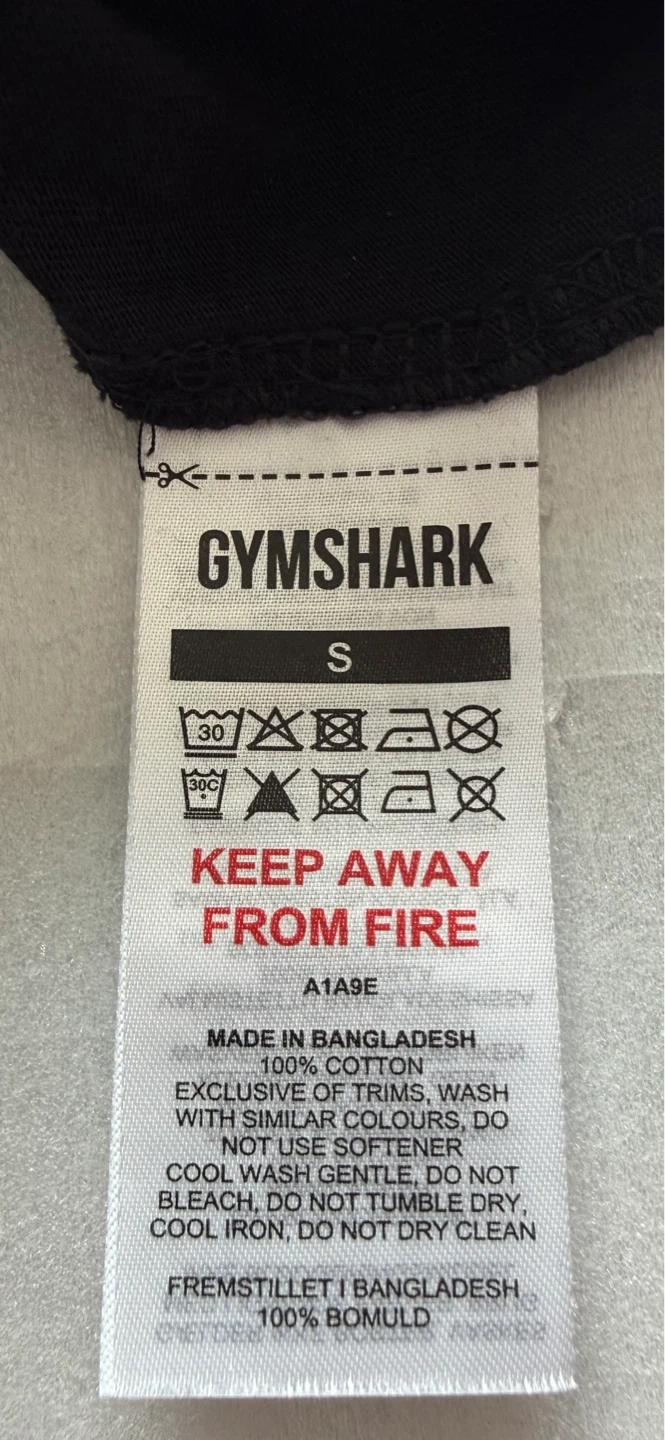 GYMSHARK
S
30
30C
KEEP AWAY
FROM FIRE
A1A9E
MADE IN BANGLADESH
100% COTTON
EXCLUSIVE OF TRIMS, WASH
WITH SIMILAR COLOURS, DO
NOT USE SOFTENER
COOL WASH GENTLE, DO NOT
BLEACH, DO NOT TUMBLE DRY,
COOL IRON, DO NOT DRY CLEAN
FREMSTILLET I BANGLADESH
100% BOMULD